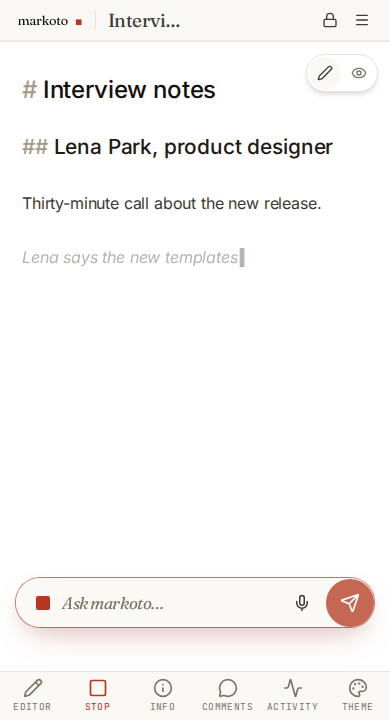 markoto
Intervi...
# Interview notes
## Lena Park, product designer
Thirty-minute call about the new release.
Lena says the new templates
Ask markoto...
EDITOR
STOP
INFO
COMMENTS
ACTIVITY
THEME